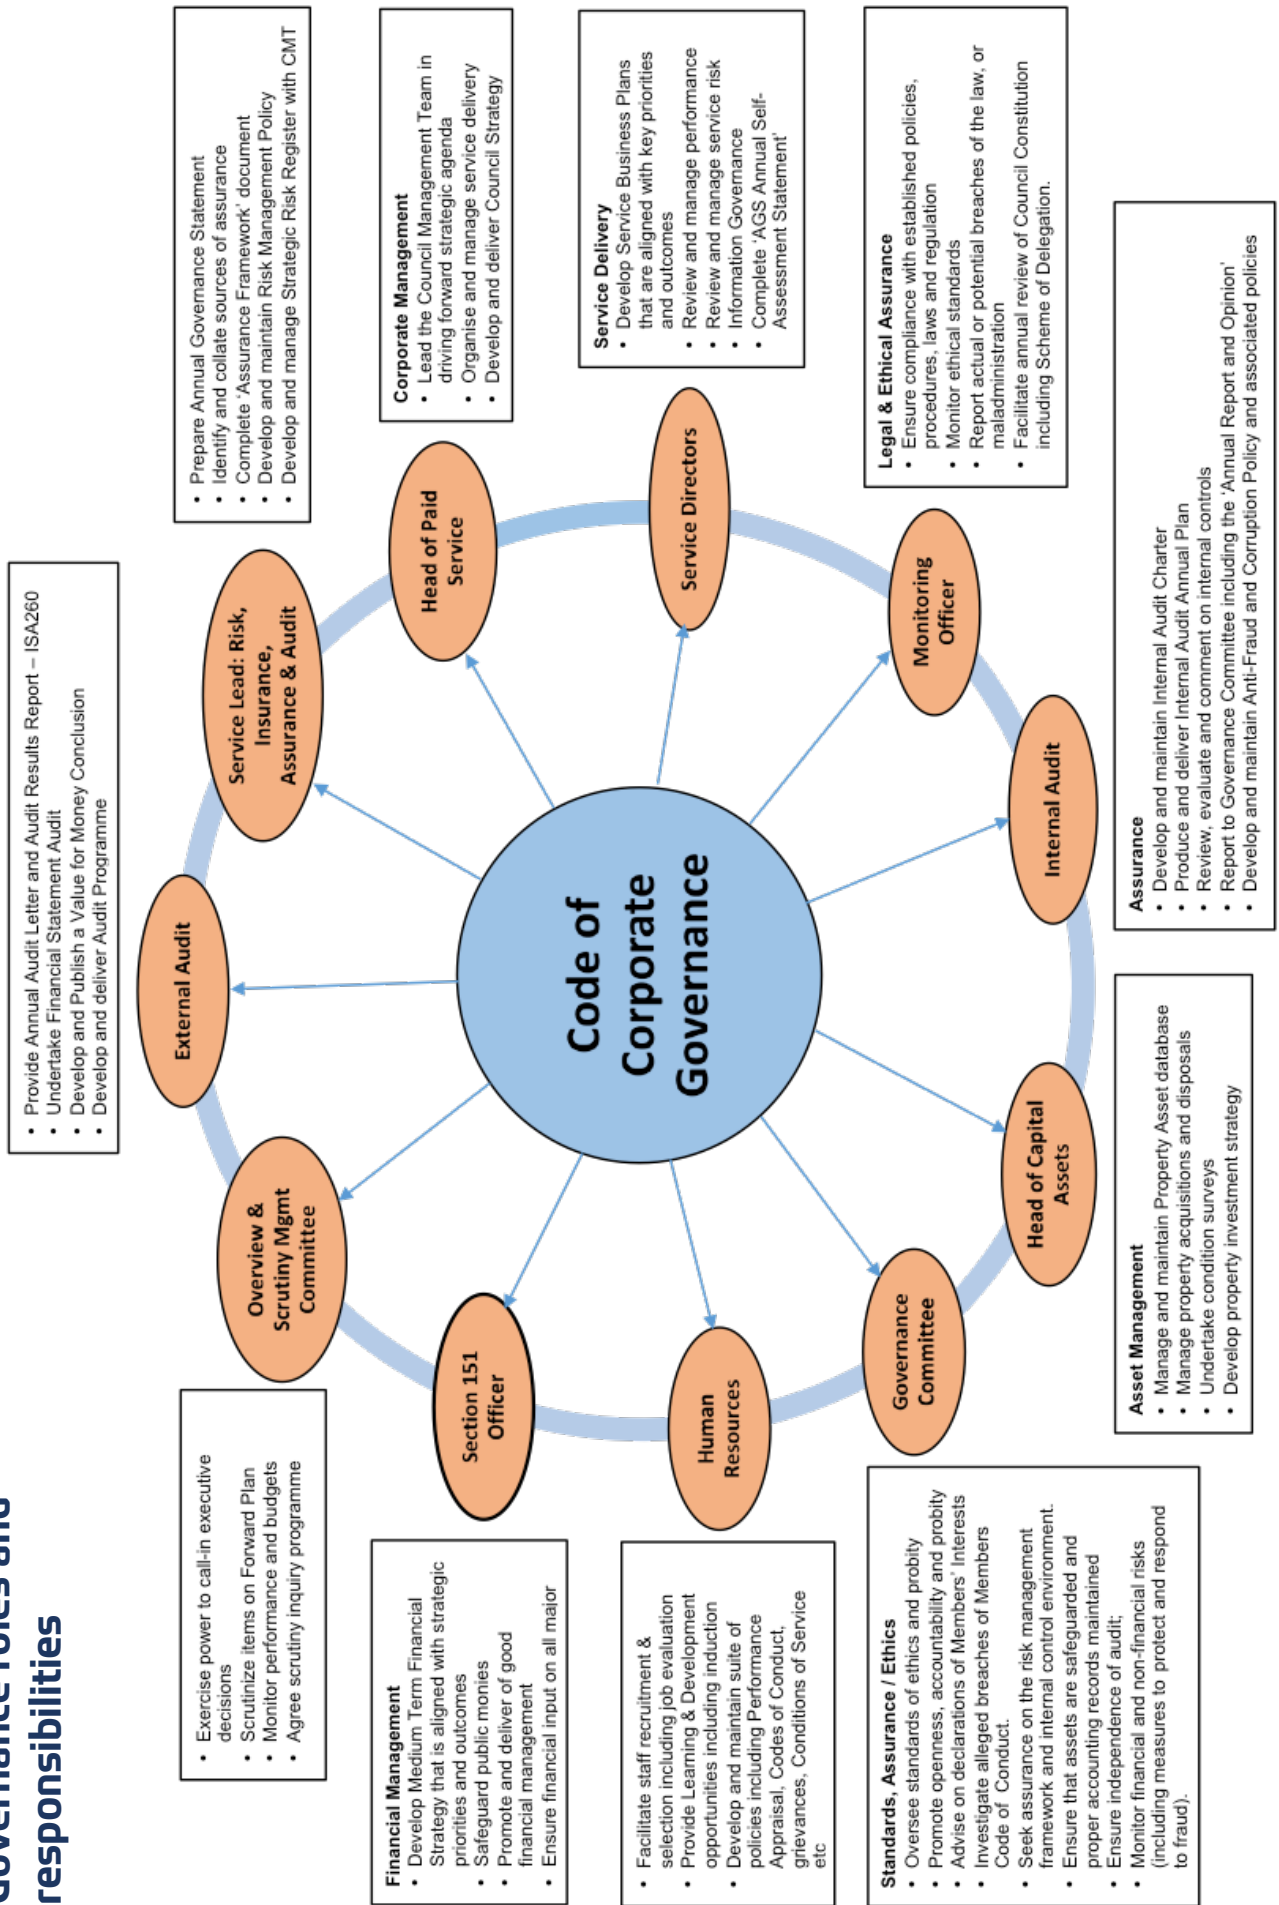 Governance roles and
responsibilities
• Provide Annual Audit Letter and Audit Results Report – ISA260
• Undertake Financial Statement Audit
• Develop and Publish a Value for Money Conclusion
• Develop and deliver Audit Programme
• Exercise power to call-in executive
decisions
• Scrutinize items on Forward Plan
• Monitor performance and budgets
• Agree scrutiny inquiry programme
Overview &
Scrutiny Mgmt
Committee
External Audit
Service Lead: Risk,
Insurance,
Assurance & Audit
• Prepare Annual Governance Statement
• Identify and collate sources of assurance
• Complete ‘Assurance Framework’ document
• Develop and maintain Risk Management Policy
• Develop and manage Strategic Risk Register with CMT
Financial Management
• Develop Medium Term Financial
Strategy that is aligned with strategic
priorities and outcomes
• Safeguard public monies
• Promote and deliver of good
financial management
• Ensure financial input on all major
Section 151
Officer
Head of Paid
Service
Corporate Management
• Lead the Council Management Team in
driving forward strategic agenda
• Organise and manage service delivery
• Develop and deliver Council Strategy
Code of
Corporate
Governance
• Facilitate staff recruitment &
selection including job evaluation
• Provide Learning & Development
opportunities including induction
• Develop and maintain suite of
policies including Performance
Appraisal, Codes of Conduct,
grievances, Conditions of Service
etc
Human
Resources
Service Directors
Service Delivery
• Develop Service Business Plans
that are aligned with key priorities
and outcomes
• Review and manage performance
• Review and manage service risk
• Information Governance
• Complete ‘AGS Annual Self-
Assessment Statement’
Standards, Assurance / Ethics
• Oversee standards of ethics and probity
• Promote openness, accountability and probity
• Advise on declarations of Members’ Interests
• Investigate alleged breaches of Members
Code of Conduct.
• Seek assurance on the risk management
framework and internal control environment.
• Ensure that assets are safeguarded and
proper accounting records maintained
• Ensure independence of audit;
• Monitor financial and non-financial risks
(including measures to protect and respond
to fraud).
Governance
Committee
Monitoring
Officer
Legal & Ethical Assurance
• Ensure compliance with established policies,
procedures, laws and regulation
• Monitor ethical standards
• Report actual or potential breaches of the law, or
maladministration
• Facilitate annual review of Council Constitution
including Scheme of Delegation.
Head of Capital
Assets
Internal Audit
Asset Management
• Manage and maintain Property Asset database
• Manage property acquisitions and disposals
• Undertake condition surveys
• Develop property investment strategy
Assurance
• Develop and maintain Internal Audit Charter
• Produce and deliver Internal Audit Annual Plan
• Review, evaluate and comment on internal controls
• Report to Governance Committee including the ‘Annual Report and Opinion’
• Develop and maintain Anti-Fraud and Corruption Policy and associated policies